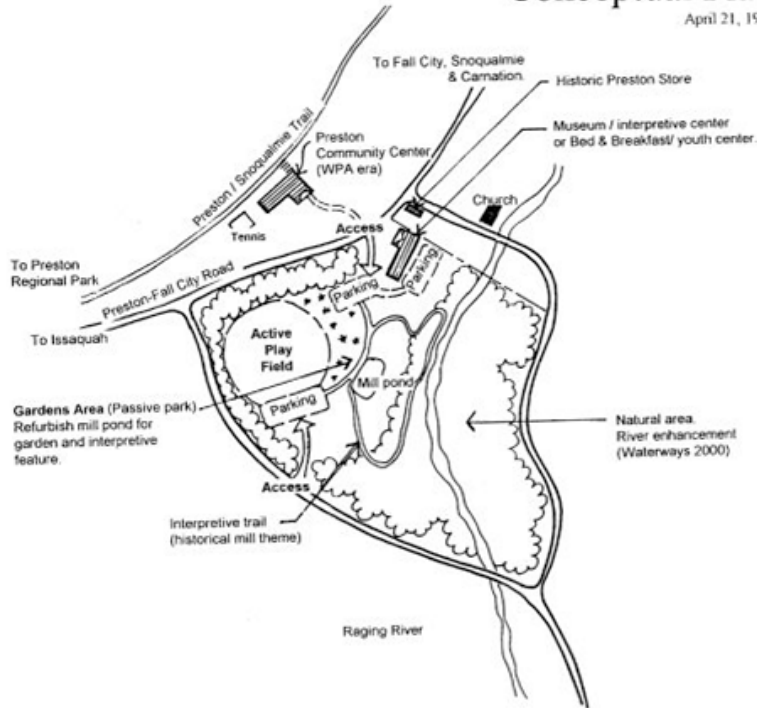 April 21, 19
To Fall City, Snoqualmie
& Carnation.
Historic Preston Store
Museum / interpretive center
or Bed & Breakfast/ youth center.
Preston
Community Center
(WPA era)
Preston / Snoqualmie Trail
Church
Tennis
Access
Parking
To Preston
Regional Park
Preston-Fall City Road
Parking
To Issaquah
Active
Play
Field
Mill pond
Gardens Area (Passive park).
Refurbish mill pond for
garden and interpretive
feature.
Parking
Natural area.
River enhancement
(Waterways 2000)
Access
Interpretive trail
(historical mill theme)
Raging River